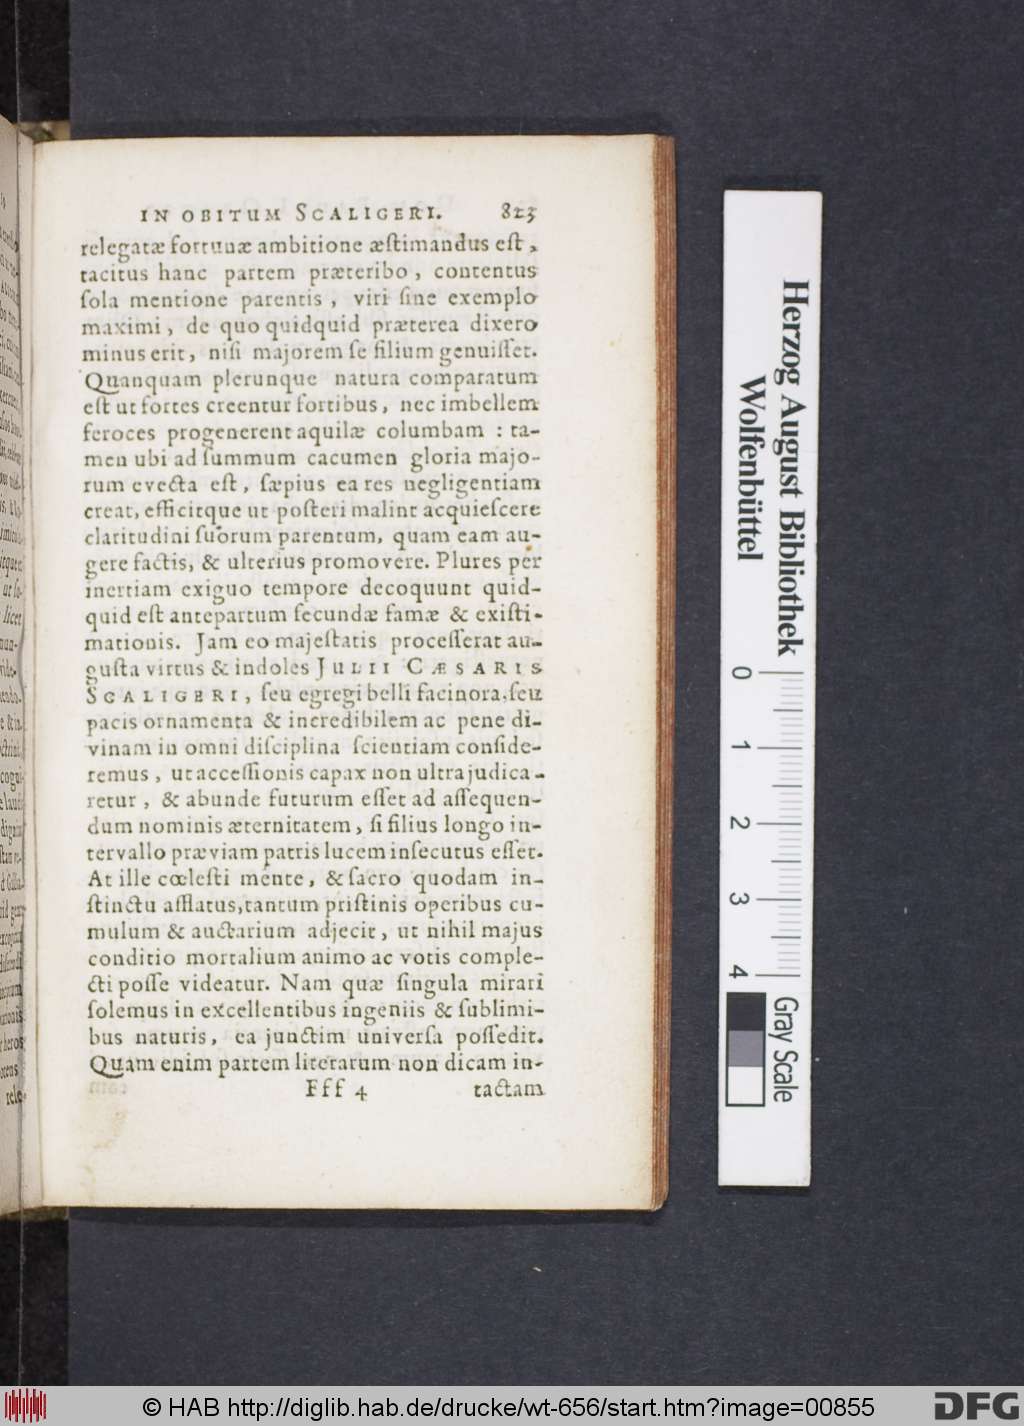 IN OBITUM SCALIGERI. 823
relegatæ fortunæ ambitione æſtimandus eſt,
tacitus hanc partem præteribo, contentus
ſola mentione parentis, viri ſine exemplo
maximi, de quo quidquid præterea dixero
minus erit, niſi majorem ſe filium genuiſſet.
Quanquam plerunque natura comparatum
eſt ut fortes creentur fortibus, nec imbellem
feroces progenerent aquilæ columbam : ta-
men ubi ad ſummum cacumen gloria majo-
rum evecta eſt, ſæpius ea res negligentiam
creat, efficitque ut poſteri malint acquieſcere
claritudini ſuorum parentum, quam eam au-
gere factis, & ulterius promovere. Plures per
inertiam exiguo tempore decoquunt quid-
quid eſt antepartum ſecundæ famæ & exiſti-
mationis. Jam eo majeſtatis proceſſerat au-
guſta virtus & indoles JULII CÆSARIS
SCALIGERI, ſeu egregi belli facinora, ſeu
pacis ornamenta & incredibilem ac pene di-
vinam in omni diſciplina ſcientiam conſide-
remus, ut acceſſionis capax non ultra judica-
retur, & abunde futurum eſſet ad aſſequen-
dum nominis æternitatem, ſi filius longo in-
tervallo præviam patris lucem inſecutus eſſet.
At ille cœleſti mente, & ſacro quodam in-
ſtinctu afflatus, tantum priſtinis operibus cu-
mulum & auctarium adjecit, ut nihil majus
conditio mortalium animo ac votis comple-
cti poſſe videatur. Nam quæ ſingula mirari
ſolemus in excellentibus ingeniis & ſublimi-
bus naturis, ea junctim univerſa poſſedit.
Quam enim partem literarum non dicam in-
Fff 4 tactam
rele-
Herzog August Bibliothek
Wolfenbüttel
0 1 2 3 4
Gray Scale
© HAB http://diglib.hab.de/drucke/wt-656/start.htm?image=00855
DFG